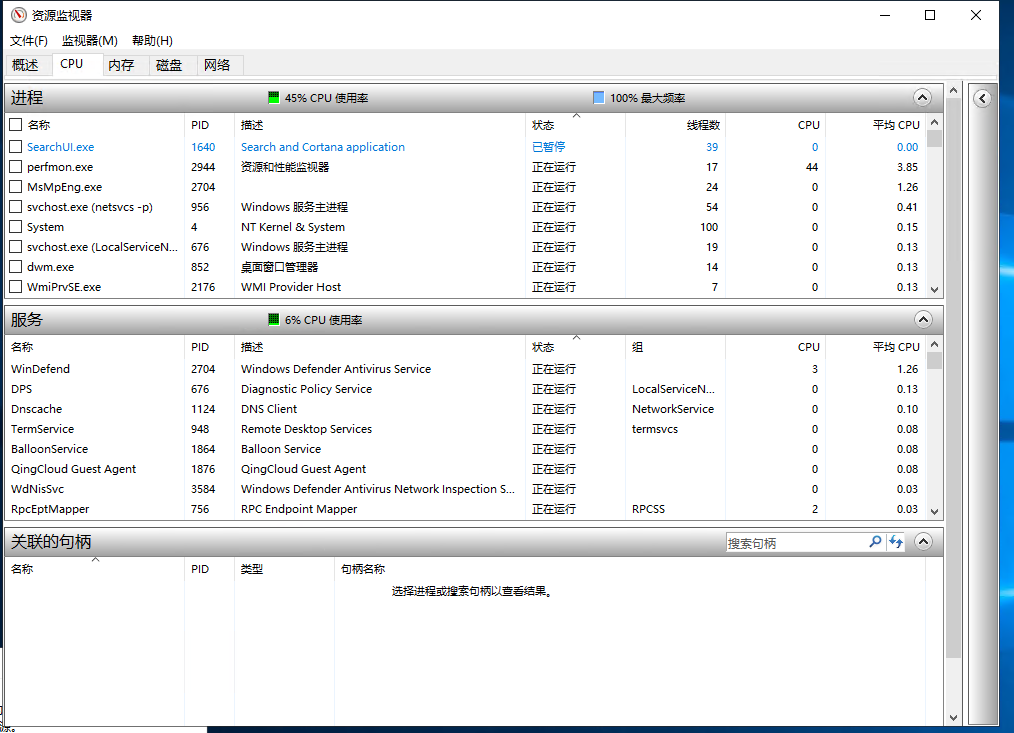 资源监视器
文件(F) 监视器(M) 帮助(H)
概述 CPU 内存 磁盘 网络
进程 45% CPU 使用率 100% 最大频率
名称 PID 描述 状态 线程数 CPU 平均 CPU
SearchUI.exe 1640 Search and Cortana application 已暂停 39 0 0.00
perfmon.exe 2944 资源和性能监视器 正在运行 17 44 3.85
MsMpEng.exe 2704 正在运行 24 0 1.26
svchost.exe (netsvcs -p) 956 Windows 服务主进程 正在运行 54 0 0.41
System 4 NT Kernel & System 正在运行 100 0 0.15
svchost.exe (LocalServiceN... 676 Windows 服务主进程 正在运行 19 0 0.13
dwm.exe 852 桌面窗口管理器 正在运行 14 0 0.13
WmiPrvSE.exe 2176 WMI Provider Host 正在运行 7 0 0.13
服务 6% CPU 使用率
名称 PID 描述 状态 组 CPU 平均 CPU
WinDefend 2704 Windows Defender Antivirus Service 正在运行 3 1.26
DPS 676 Diagnostic Policy Service 正在运行 LocalServiceN... 0 0.13
Dnscache 1124 DNS Client 正在运行 NetworkService 0 0.10
TermService 948 Remote Desktop Services 正在运行 termsvcs 0 0.08
BalloonService 1864 Balloon Service 正在运行 0 0.08
QingCloud Guest Agent 1876 QingCloud Guest Agent 正在运行 0 0.08
WdNisSvc 3584 Windows Defender Antivirus Network Inspection S... 正在运行 0 0.03
RpcEptMapper 756 RPC Endpoint Mapper 正在运行 RPCSS 2 0.03
关联的句柄 搜索句柄
名称 PID 类型 句柄名称
选择进程或搜索句柄以查看结果。